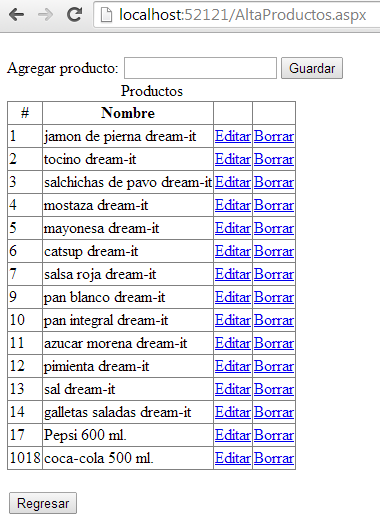 localhost:52121/AltaProductos.aspx
Agregar producto: Guardar
Productos
# Nombre
1 jamon de pierna dream-it Editar Borrar
2 tocino dream-it Editar Borrar
3 salchichas de pavo dream-it Editar Borrar
4 mostaza dream-it Editar Borrar
5 mayonesa dream-it Editar Borrar
6 catsup dream-it Editar Borrar
7 salsa roja dream-it Editar Borrar
9 pan blanco dream-it Editar Borrar
10 pan integral dream-it Editar Borrar
11 azucar morena dream-it Editar Borrar
12 pimienta dream-it Editar Borrar
13 sal dream-it Editar Borrar
14 galletas saladas dream-it Editar Borrar
17 Pepsi 600 ml. Editar Borrar
1018 coca-cola 500 ml. Editar Borrar
Regresar